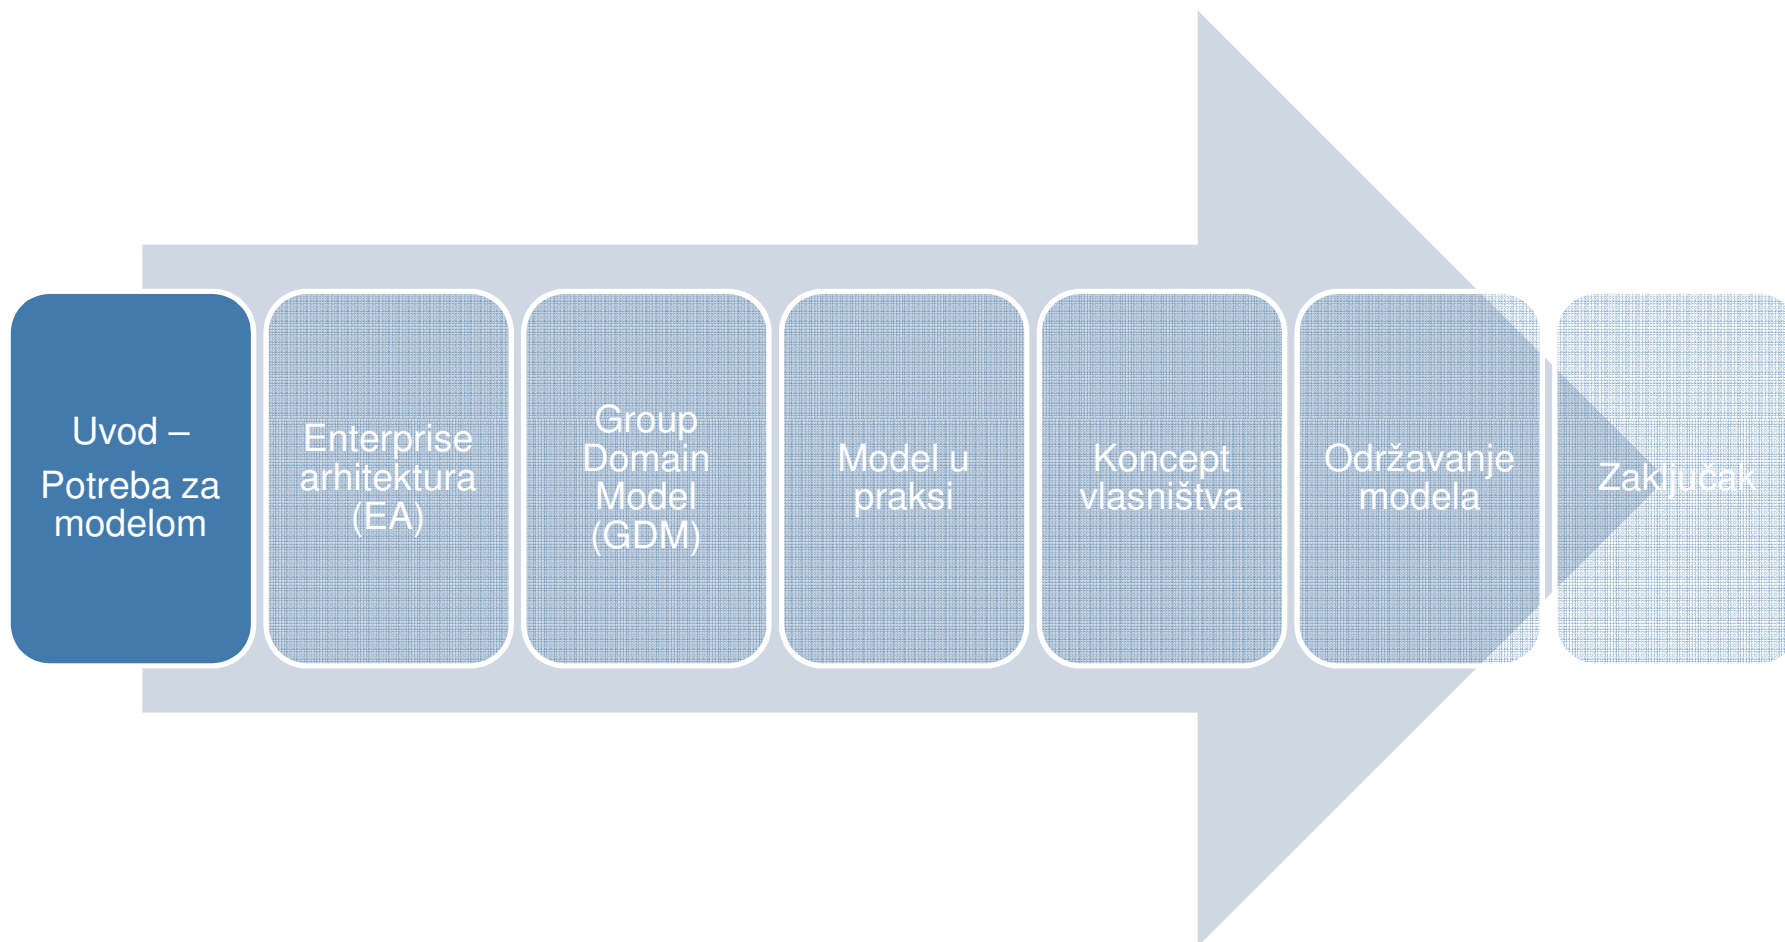 Uvod –
Potreba za
modelom
Enterprise
arhitektura
(EA)
Group
Domain
Model
(GDM)
Model u
praksi
Koncept
vlasništva
Održavanje
modela
Zaključak